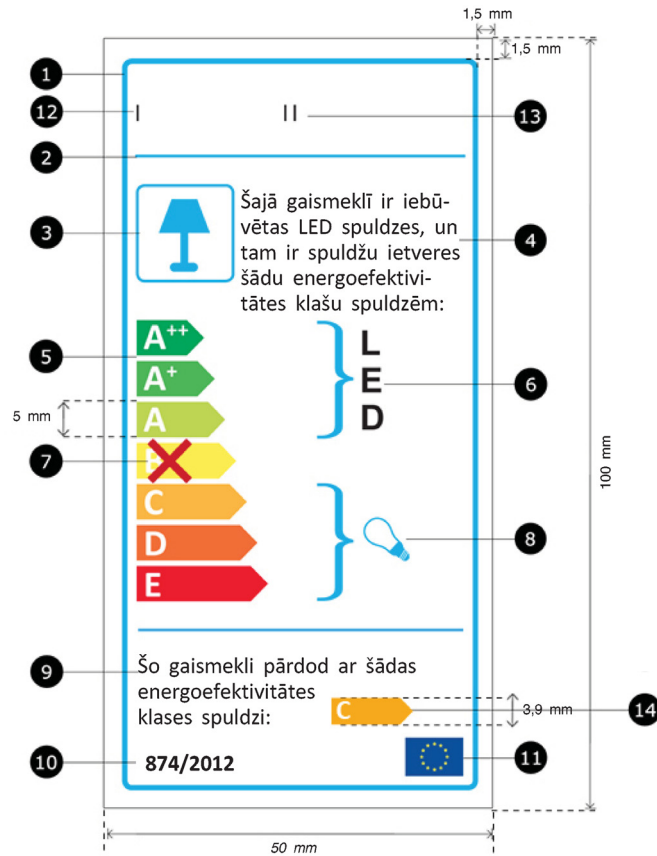 1,5 mm
1,5 mm
1
12
I
II
13
2
3
Šajā gaismeklī ir iebū-
vētas LED spuldzes, un
tam ir spuldžu ietveres
šādu energoefektivi-
tātes klašu spuldzēm:
4
5
A++
A+
A
L
E
D
6
5 mm
7
B
C
D
E
8
100 mm
9
Šo gaismekli pārdod ar šādas
energoefektivitātes
klases spuldzi:
C
3,9 mm
14
10
874/2012
11
50 mm